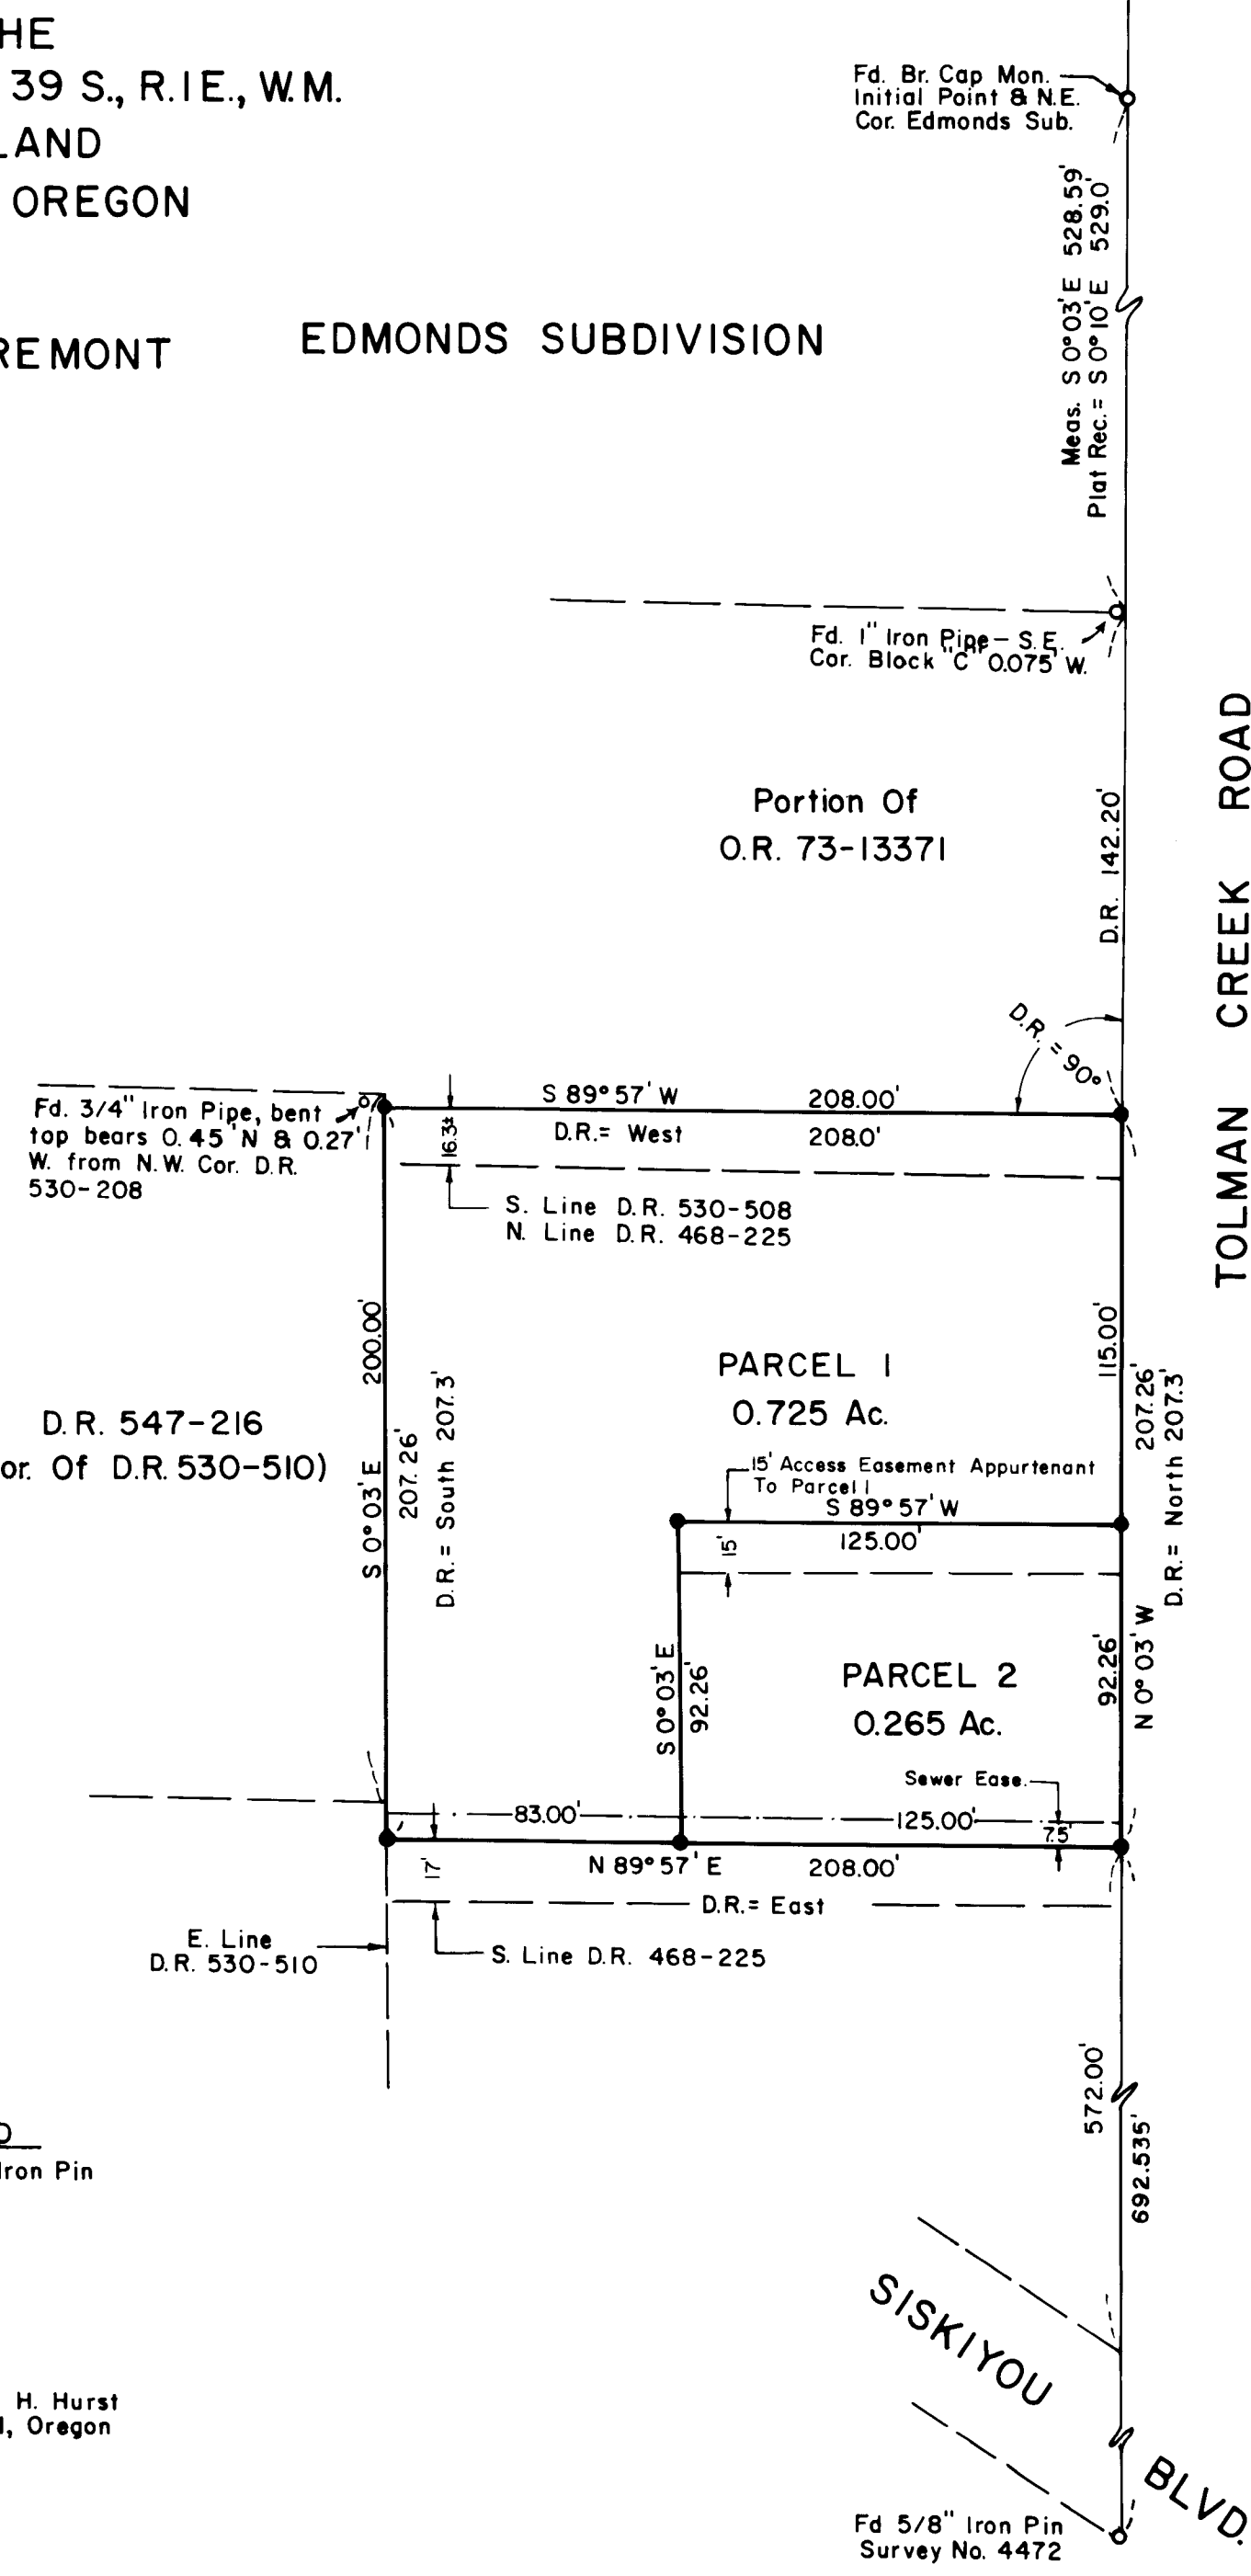 HE
39 S., R.1E., W.M.
LAND
OREGON
REMONT
EDMONDS SUBDIVISION
Fd. Br. Cap Mon.
Initial Point & N.E.
Cor. Edmonds Sub.
Meas. S 0°03' E 528.59'
Plat Rec. = S 0°10' E 529.0'
Fd. 1" Iron Pipe – S.E.
Cor. Block "C" 0.075' W.
Portion Of
O.R. 73-13371
D.R. 142.20'
TOLMAN CREEK ROAD
D.R. = 90°
S 89°57' W 208.00'
D.R. = West 208.0'
Fd. 3/4" Iron Pipe, bent
top bears 0.45' N & 0.27'
W. from N.W. Cor. D.R.
530-208
16.3±
S. Line D.R. 530-508
N. Line D.R. 468-225
S 0°03' E 200.00'
207.26'
D.R. = South 207.3'
PARCEL 1
0.725 Ac.
115.00'
207.26'
D.R. = North 207.3'
D.R. 547-216
or. Of D.R. 530-510)
15' Access Easement Appurtenant
To Parcel 1
S 89°57' W
125.00'
15'
S 0°03' E
92.26'
PARCEL 2
0.265 Ac.
92.26'
N 0°03' W
Sewer Ease.
83.00'
125.00'
7.5'
17'
N 89°57' E 208.00'
D.R. = East
E. Line
D.R. 530-510
S. Line D.R. 468-225
572.00'
692.535'
D
Iron Pin
SISKIYOU BLVD.
H. Hurst
d, Oregon
Fd 5/8" Iron Pin
Survey No. 4472